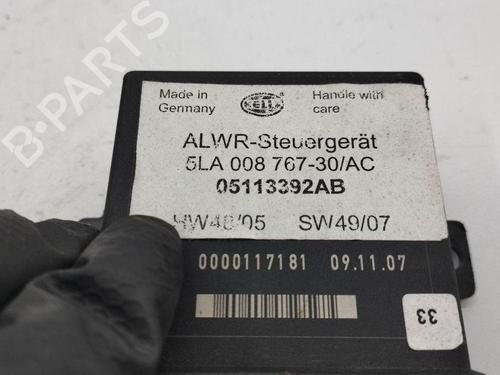 B-PARTS
Made in
Germany
HELLA
Handle with
care
ALWR-Steuergerät
5LA 008 767-30/AC
05113392AB
HW48/05 SW49/07
0000117181 09.11.07
33